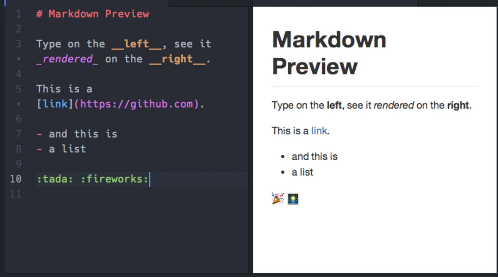 1 # Markdown Preview
2
3 Type on the __left__, see it
• _rendered_ on the __right__.
4
5 This is a
• [link](https://github.com).
6
7 - and this is
8 - a list
9
10 :tada: :fireworks:
11
Markdown
Preview
Type on the left, see it rendered on the right.
This is a link.
• and this is
• a list
🎉 🎆